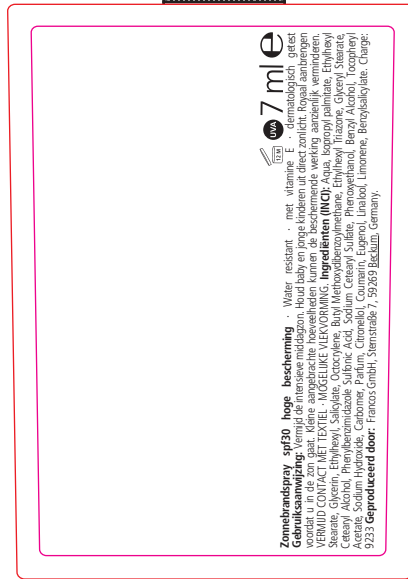 Zonnebrandspray spf30 hoge bescherming · Water resistant · met vitamine E · dermatologisch getest
Gebruiksaanwijzing: Vermijd de intensieve middagzon. Houd baby en jonge kinderen uit direct zonlicht. Royaal aanbrengen
voordat u in de zon gaat. Kleine aangebrachte hoeveelheden kunnen de beschermende werking aanzienlijk verminderen.
VERMIJD CONTACT MET TEXTIEL · MOGELIJKE VLEKVORMING. Ingrediënten (INCI): Aqua, Isopropyl palmitate, Ethylhexyl
Stearate, Glycerin, Ethylhexyl, Salicylate, Octocrylene, Butyl Methoxydibenzoylmethane, Ethylhexyl Triazone, Glyceryl Stearate,
Cetearyl Alcohol, Phenylbenzimidazole Sulfonic Acid, Sodium Cetearyl Sulfate, Phenoxyethanol, Benzyl Alcohol, Tocopheryl
Acetate, Sodium Hydroxide, Carbomer, Parfum, Citronellol, Coumarin, Eugenol, Linalool, Limonene, Benzylsalicylate. Charge:
9233 Geproduceerd door: Francos GmbH, Sternstraße 7, 59269 Beckum, Germany.
12 M
UVA
7 ml e